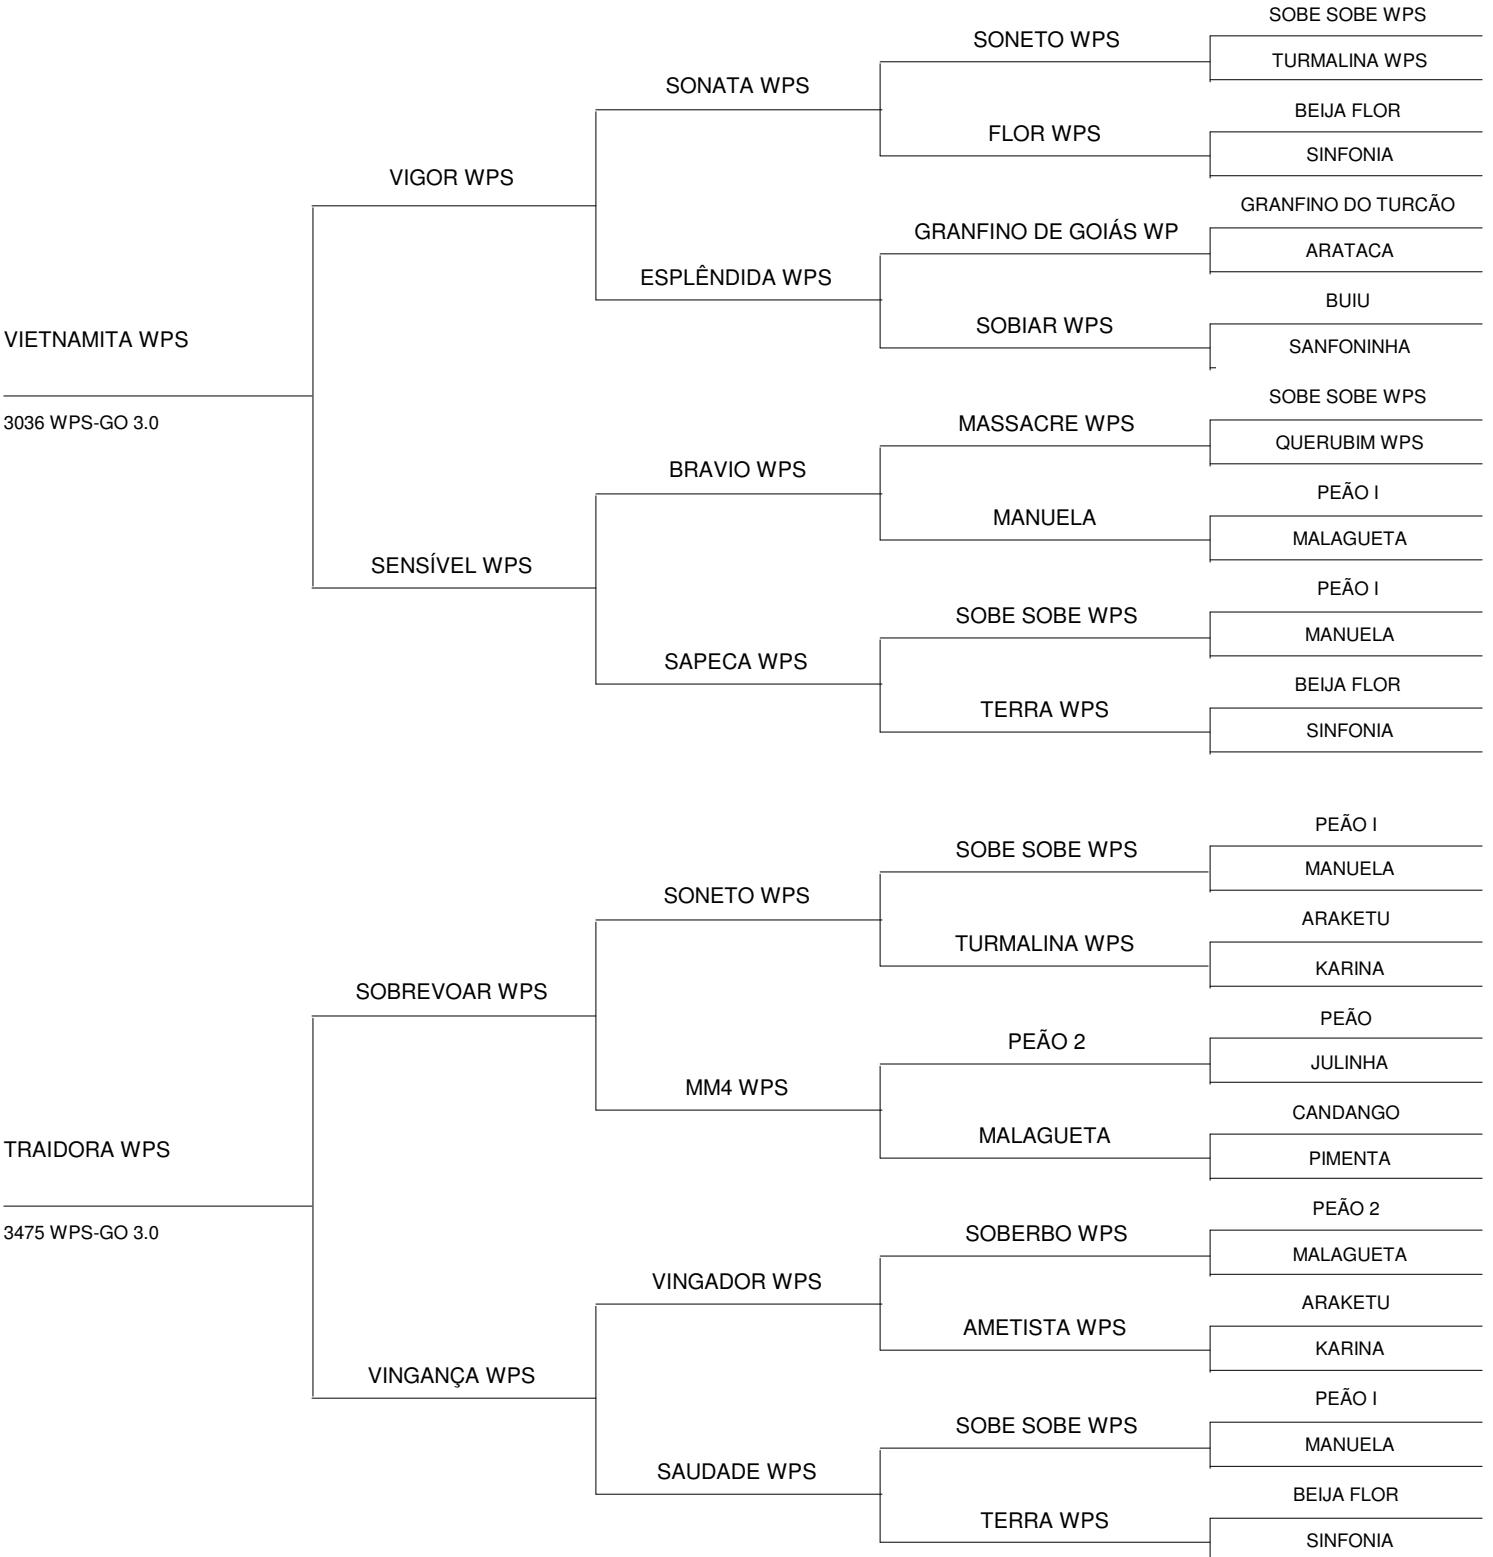 SOBE SOBE WPS
SONETO WPS
TURMALINA WPS
SONATA WPS
BEIJA FLOR
FLOR WPS
SINFONIA
VIGOR WPS
GRANFINO DO TURCÃO
GRANFINO DE GOIÁS WP
ARATACA
ESPLÊNDIDA WPS
BUIU
SOBIAR WPS
SANFONINHA
VIETNAMITA WPS
3036 WPS-GO 3.0
SOBE SOBE WPS
MASSACRE WPS
QUERUBIM WPS
BRAVIO WPS
PEÃO I
MANUELA
MALAGUETA
SENSÍVEL WPS
PEÃO I
SOBE SOBE WPS
MANUELA
SAPECA WPS
BEIJA FLOR
TERRA WPS
SINFONIA
PEÃO I
SOBE SOBE WPS
MANUELA
SONETO WPS
ARAKETU
TURMALINA WPS
KARINA
SOBREVOAR WPS
PEÃO
PEÃO 2
JULINHA
MM4 WPS
CANDANGO
MALAGUETA
PIMENTA
TRAIDORA WPS
3475 WPS-GO 3.0
PEÃO 2
SOBERBO WPS
MALAGUETA
VINGADOR WPS
ARAKETU
AMETISTA WPS
KARINA
VINGANÇA WPS
PEÃO I
SOBE SOBE WPS
MANUELA
SAUDADE WPS
BEIJA FLOR
TERRA WPS
SINFONIA